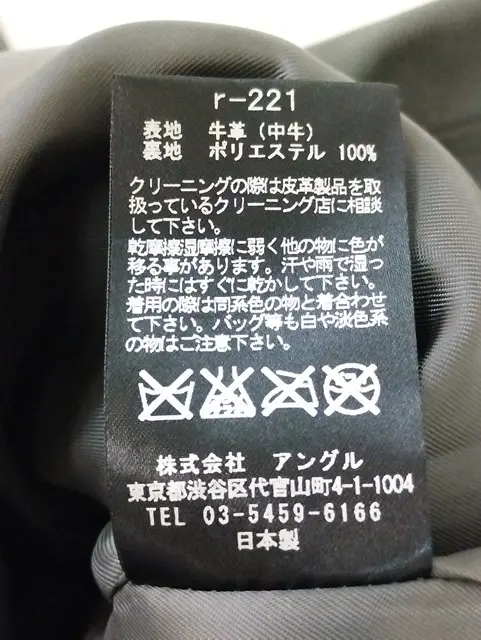 r-221
表地 牛革（中牛）
裏地 ポリエステル 100%
クリーニングの際は皮革製品を取
扱っているクリーニング店に相談
して下さい。
乾摩擦湿摩擦に弱く他の物に色が
移る事があります。汗や雨で湿っ
た時にはすぐに乾かして下さい。
着用の際は同系色の物と着合わせ
て下さい。バッグ等も白や淡色系
の物はご注意下さい。
株式会社 アングル
東京都渋谷区代官山町4-1-1004
TEL 03-5459-6166
日本製